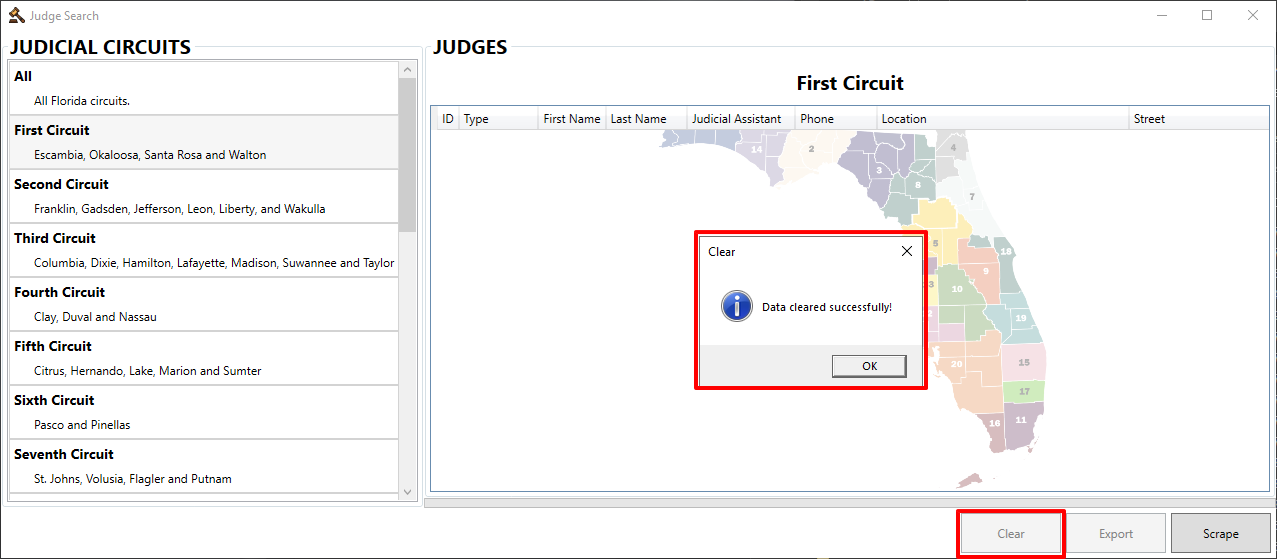 Judge Search
JUDICIAL CIRCUITS
All
All Florida circuits.
First Circuit
Escambia, Okaloosa, Santa Rosa and Walton
Second Circuit
Franklin, Gadsden, Jefferson, Leon, Liberty, and Wakulla
Third Circuit
Columbia, Dixie, Hamilton, Lafayette, Madison, Suwannee and Taylor
Fourth Circuit
Clay, Duval and Nassau
Fifth Circuit
Citrus, Hernando, Lake, Marion and Sumter
Sixth Circuit
Pasco and Pinellas
Seventh Circuit
St. Johns, Volusia, Flagler and Putnam
JUDGES
First Circuit
ID Type First Name Last Name Judicial Assistant Phone Location Street
14 2 4
3
8
7
5 18
9
3 10
19
20 15
17
16 11
Clear
Data cleared successfully!
OK
Clear Export Scrape